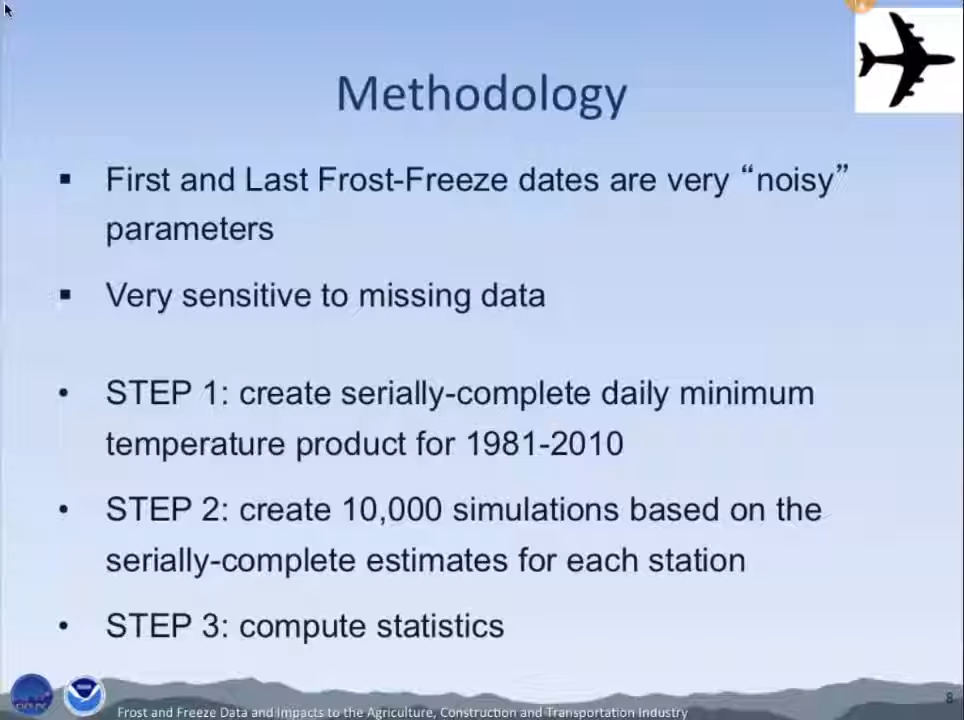 Methodology
▪ First and Last Frost-Freeze dates are very “noisy”
parameters
▪ Very sensitive to missing data
• STEP 1: create serially-complete daily minimum
temperature product for 1981-2010
• STEP 2: create 10,000 simulations based on the
serially-complete estimates for each station
• STEP 3: compute statistics
Frost and Freeze Data and Impacts to the Agriculture, Construction and Transportation Industry
8